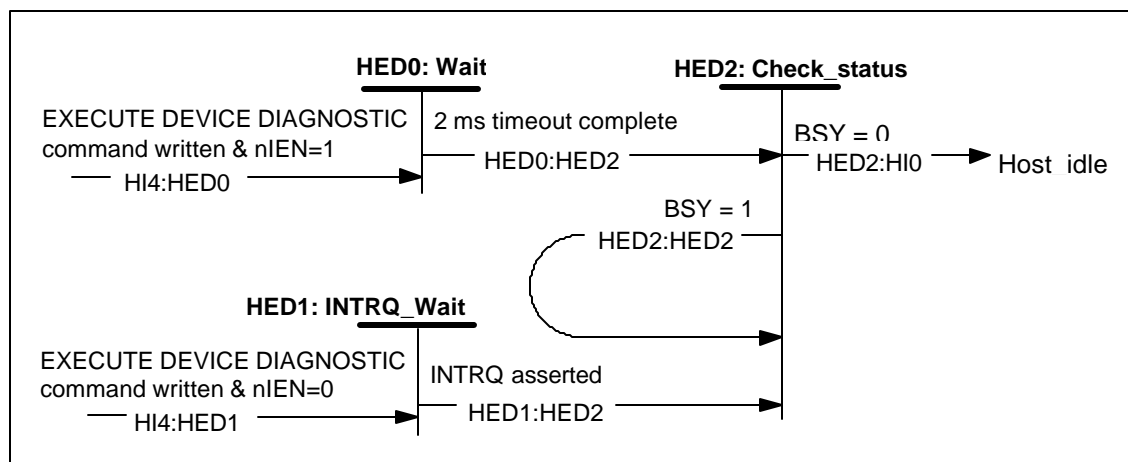 HED0: Wait
HED2: Check_status
EXECUTE DEVICE DIAGNOSTIC
command written & nIEN=1
HI4:HED0
2 ms timeout complete
HED0:HED2
BSY = 0
HED2:HI0
Host_idle
BSY = 1
HED2:HED2
HED1: INTRQ_Wait
EXECUTE DEVICE DIAGNOSTIC
command written & nIEN=0
HI4:HED1
INTRQ asserted
HED1:HED2